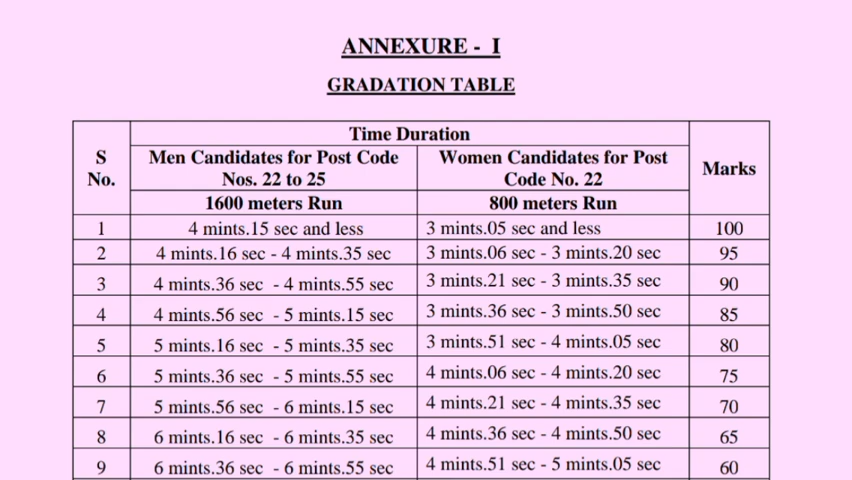 ANNEXURE - I
GRADATION TABLE
S No. Time Duration Marks
Men Candidates for Post Code Nos. 22 to 25 Women Candidates for Post Code No. 22
1600 meters Run 800 meters Run
1 4 mints.15 sec and less 3 mints.05 sec and less 100
2 4 mints.16 sec - 4 mints.35 sec 3 mints.06 sec - 3 mints.20 sec 95
3 4 mints.36 sec - 4 mints.55 sec 3 mints.21 sec - 3 mints.35 sec 90
4 4 mints.56 sec - 5 mints.15 sec 3 mints.36 sec - 3 mints.50 sec 85
5 5 mints.16 sec - 5 mints.35 sec 3 mints.51 sec - 4 mints.05 sec 80
6 5 mints.36 sec - 5 mints.55 sec 4 mints.06 sec - 4 mints.20 sec 75
7 5 mints.56 sec - 6 mints.15 sec 4 mints.21 sec - 4 mints.35 sec 70
8 6 mints.16 sec - 6 mints.35 sec 4 mints.36 sec - 4 mints.50 sec 65
9 6 mints.36 sec - 6 mints.55 sec 4 mints.51 sec - 5 mints.05 sec 60